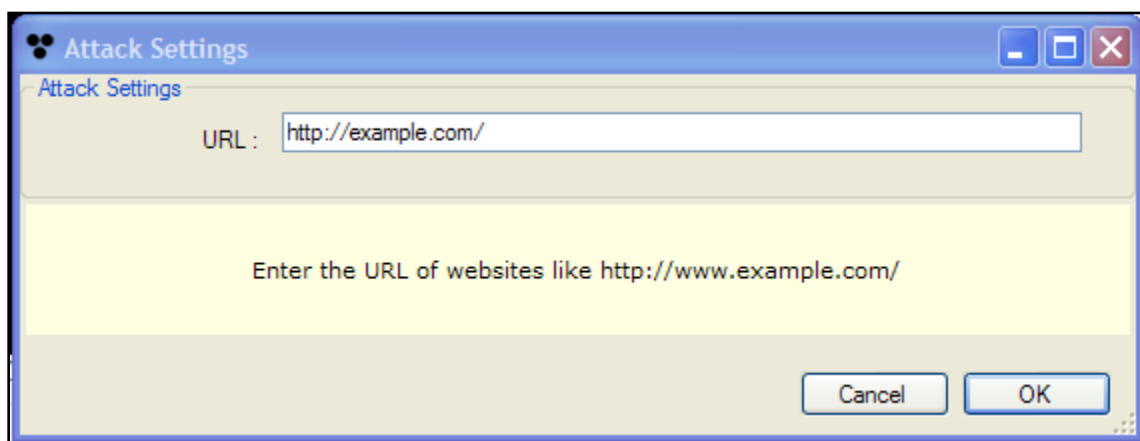 Attack Settings
Attack Settings
URL : http://example.com/
Enter the URL of websites like http://www.example.com/
Cancel OK